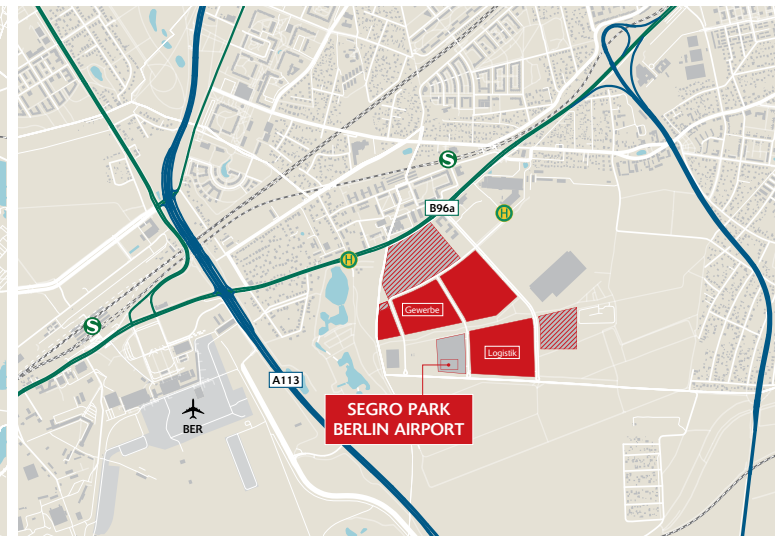 S
B96a
H
H
Gewerbe
S
Logistik
A113
SEGRO PARK
BERLIN AIRPORT
BER